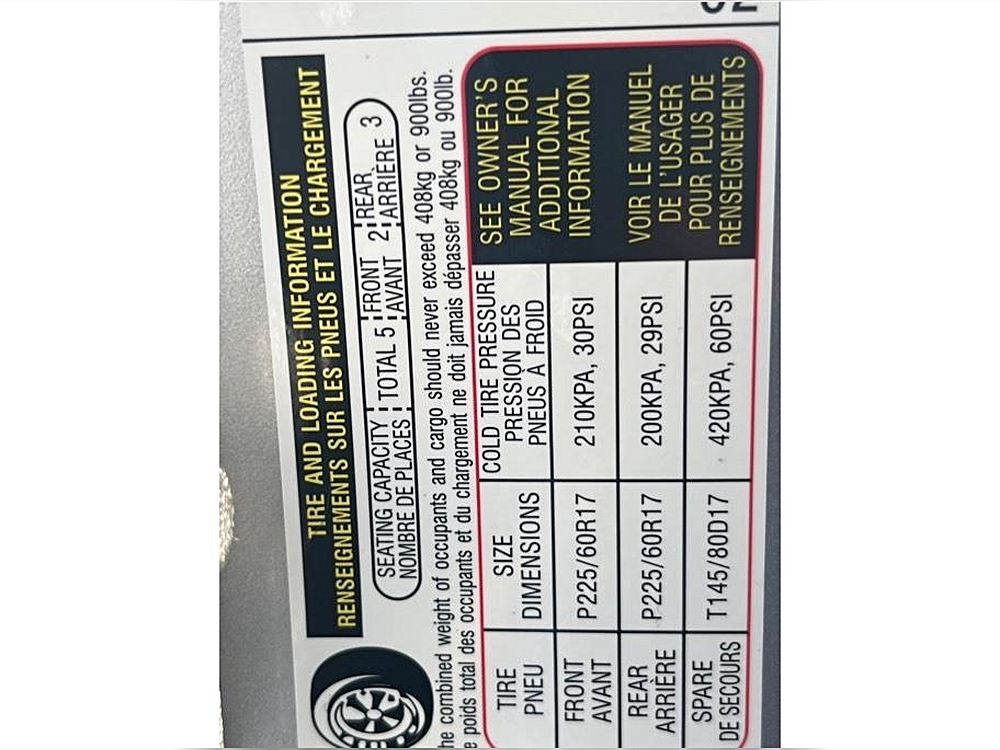 TIRE AND LOADING INFORMATION
RENSEIGNEMENTS SUR LES PNEUS ET LE CHARGEMENT
SEATING CAPACITY TOTAL 5 FRONT 2 REAR 3
NOMBRE DE PLACES AVANT ARRIÈRE
combined weight of occupants and cargo should never exceed 408kg or 900lbs.
poids total des occupants et du chargement ne doit jamais dépasser 408kg ou 900lb.
TIRE SIZE COLD TIRE PRESSURE
PNEU DIMENSIONS PRESSION DES
PNEUS À FROID
FRONT P225/60R17 210KPA, 30PSI
AVANT
REAR P225/60R17 200KPA, 29PSI
ARRIÈRE
SPARE T145/80D17 420KPA, 60PSI
DE SECOURS
SEE OWNER'S
MANUAL FOR
ADDITIONAL
INFORMATION
VOIR LE MANUEL
DE L'USAGER
POUR PLUS DE
RENSEIGNEMENTS